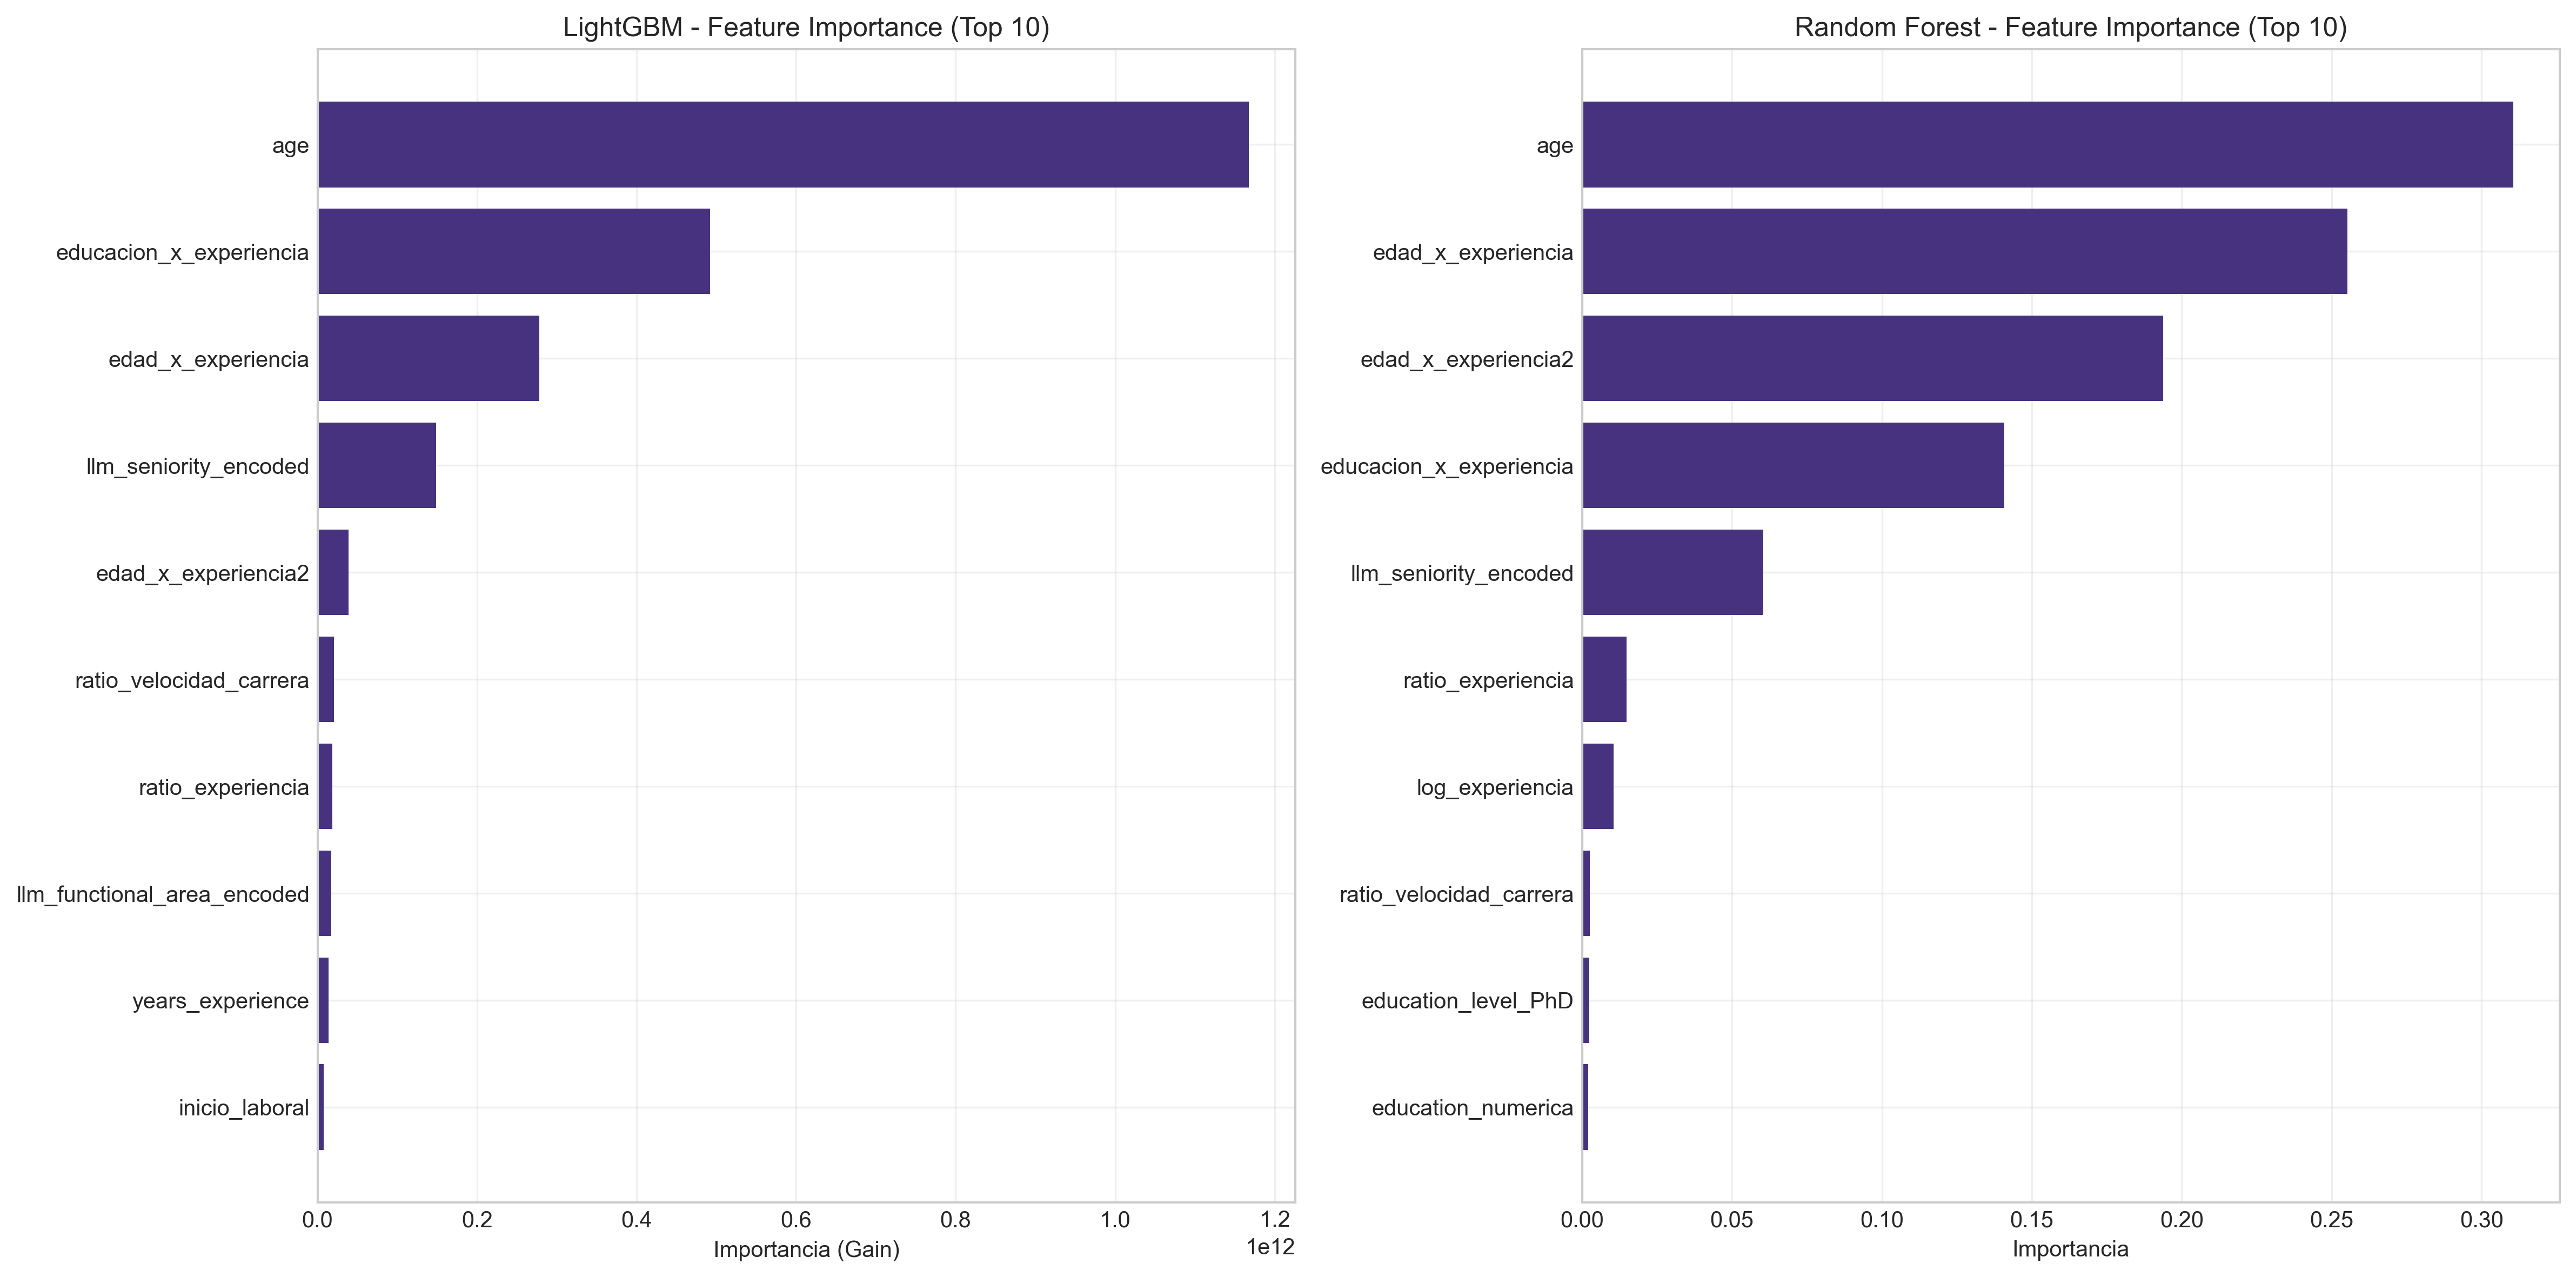 LightGBM - Feature Importance (Top 10)
age
educacion_x_experiencia
edad_x_experiencia
llm_seniority_encoded
edad_x_experiencia2
ratio_velocidad_carrera
ratio_experiencia
llm_functional_area_encoded
years_experience
inicio_laboral
0.0 0.2 0.4 0.6 0.8 1.0 1.2
1e12
Importancia (Gain)
Random Forest - Feature Importance (Top 10)
age
edad_x_experiencia
edad_x_experiencia2
educacion_x_experiencia
llm_seniority_encoded
ratio_experiencia
log_experiencia
ratio_velocidad_carrera
education_level_PhD
education_numerica
0.00 0.05 0.10 0.15 0.20 0.25 0.30
Importancia